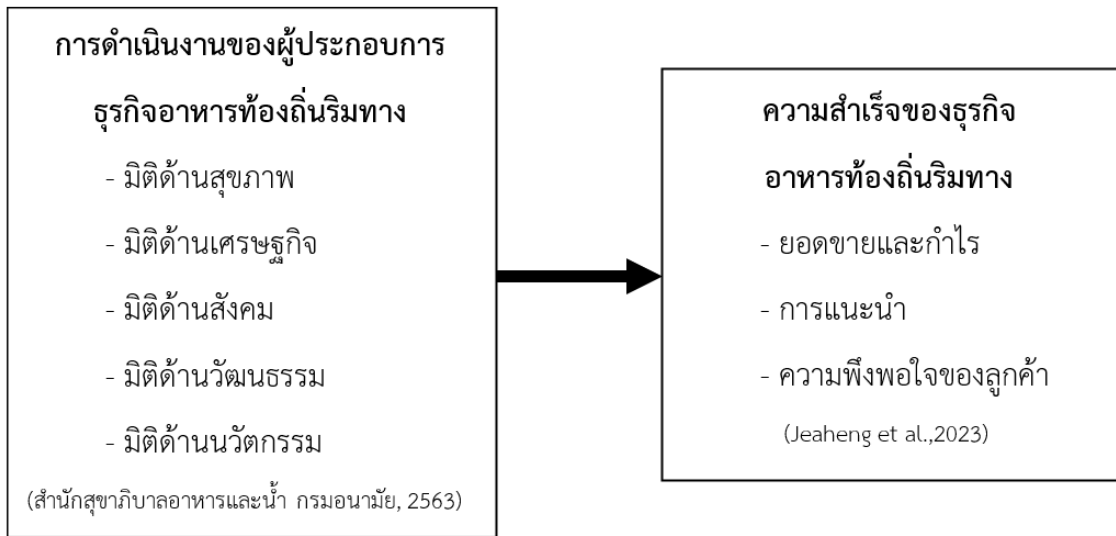 การดำเนินงานของผู้ประกอบการ
ธุรกิจอาหารท้องถิ่นริมทาง
- มิติด้านสุขภาพ
- มิติด้านเศรษฐกิจ
- มิติด้านสังคม
- มิติด้านวัฒนธรรม
- มิติด้านนวัตกรรม
(สำนักสุขาภิบาลอาหารและน้ำ กรมอนามัย, 2563)
ความสำเร็จของธุรกิจ
อาหารท้องถิ่นริมทาง
- ยอดขายและกำไร
- การแนะนำ
- ความพึงพอใจของลูกค้า
(Jeaheng et al.,2023)